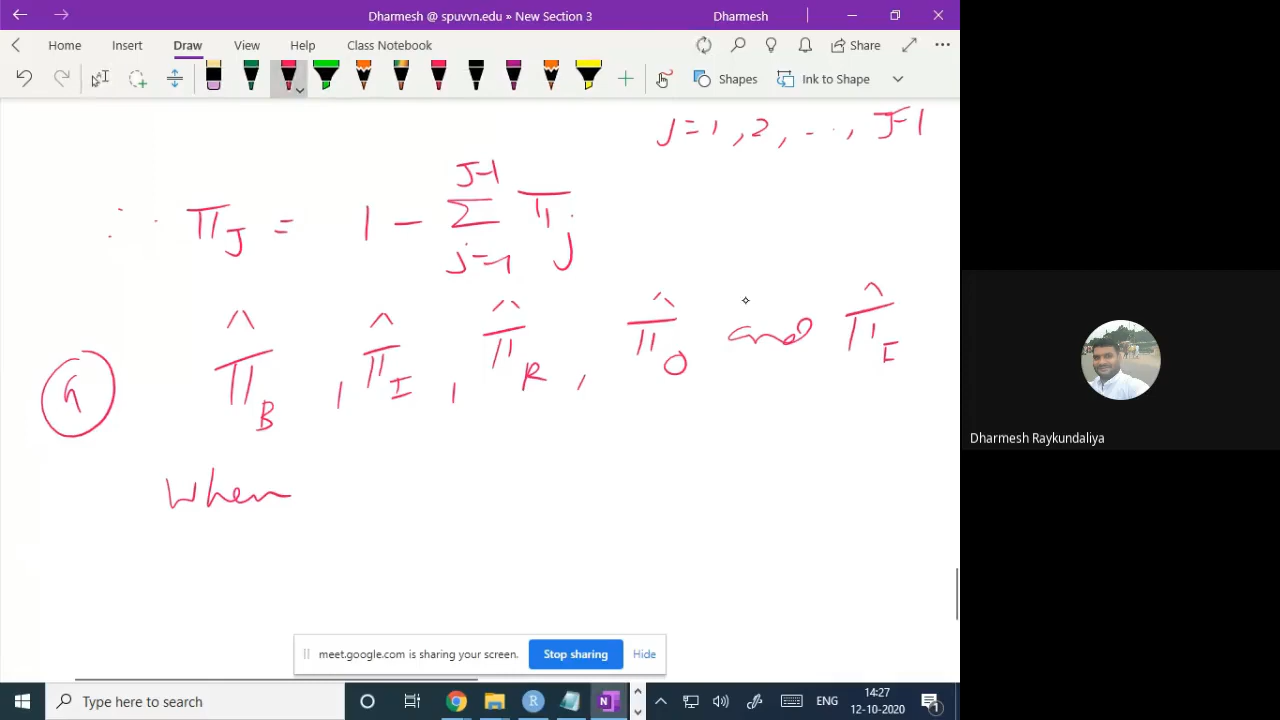 Dharmesh @ spuvvn.edu » New Section 3
Dharmesh
Home Insert Draw View Help Class Notebook
Share
Shapes
Ink to Shape
j=1, 2, ..., J-1
∴ π_J = 1 - Σ_{j=1}^{J-1} π_j
π̂_B, π̂_I, π̂_R, π̂_O and π̂_I
When
Dharmesh Raykundaliya
meet.google.com is sharing your screen.
Stop sharing
Hide
Type here to search
ENG
14:27
12-10-2020